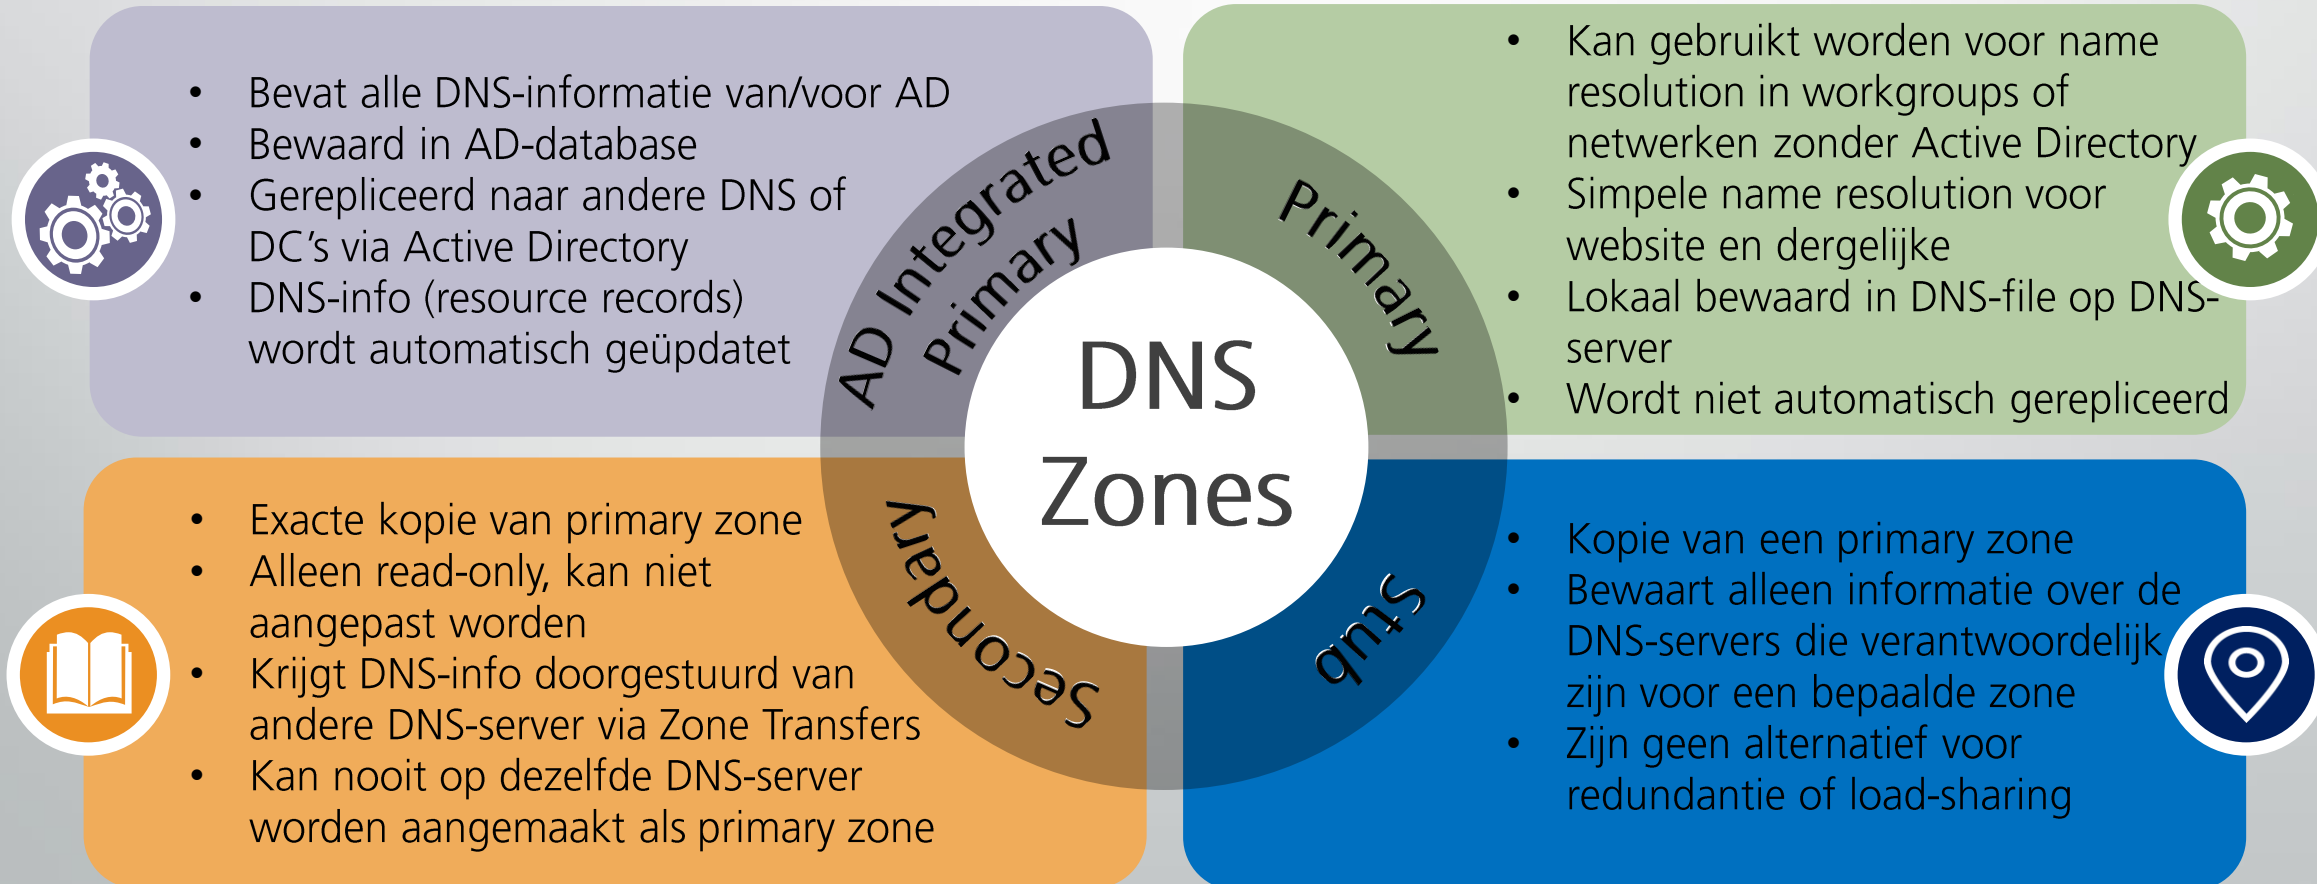 • Bevat alle DNS-informatie van/voor AD
• Bewaard in AD-database
• Gerepliceerd naar andere DNS of
DC's via Active Directory
• DNS-info (resource records)
wordt automatisch geüpdatet
• Kan gebruikt worden voor name
resolution in workgroups of
netwerken zonder Active Directory
• Simpele name resolution voor
website en dergelijke
• Lokaal bewaard in DNS-file op DNS-
server
• Wordt niet automatisch gerepliceerd
AD Integrated
Primary
Primary
DNS
Zones
Secondary
Stub
• Exacte kopie van primary zone
• Alleen read-only, kan niet
aangepast worden
• Krijgt DNS-info doorgestuurd van
andere DNS-server via Zone Transfers
• Kan nooit op dezelfde DNS-server
worden aangemaakt als primary zone
• Kopie van een primary zone
• Bewaart alleen informatie over de
DNS-servers die verantwoordelijk
zijn voor een bepaalde zone
• Zijn geen alternatief voor
redundantie of load-sharing